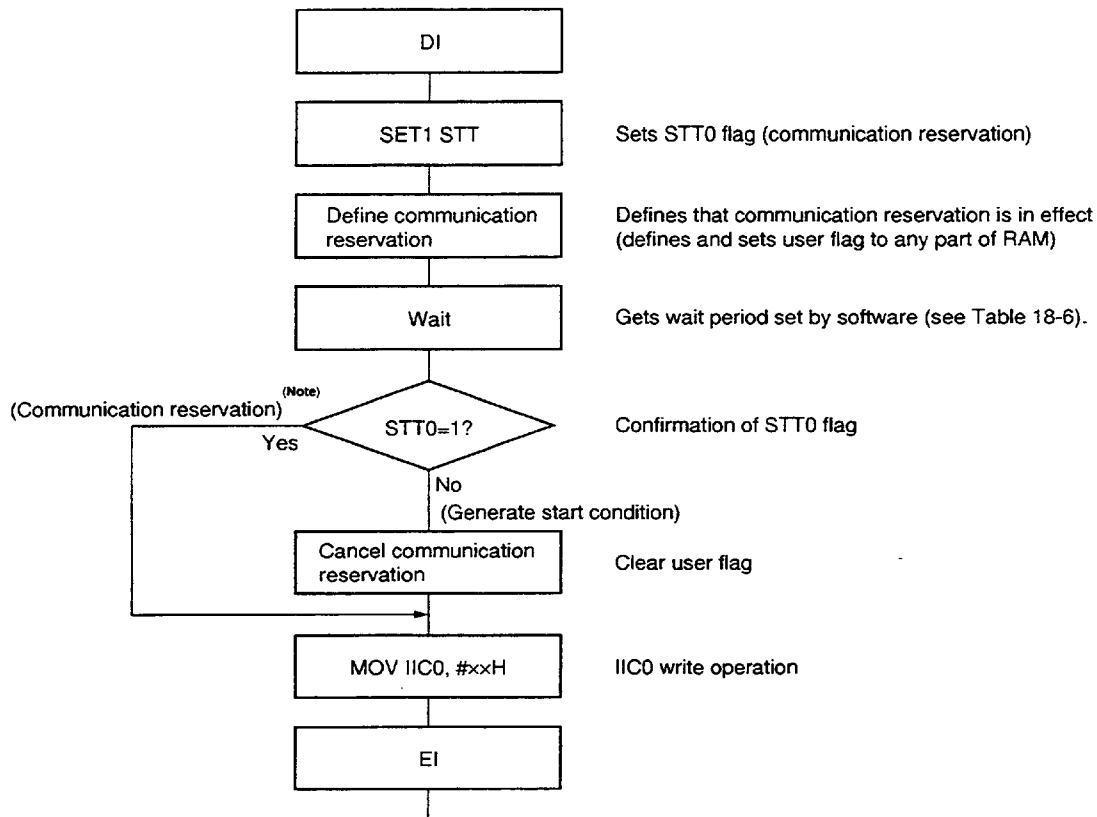 DI
SET1 STT
Sets STT0 flag (communication reservation)
Define communication
reservation
Defines that communication reservation is in effect
(defines and sets user flag to any part of RAM)
Wait
Gets wait period set by software (see Table 18-6).
(Communication reservation)(Note)
STT0=1?
Confirmation of STT0 flag
Yes
No
(Generate start condition)
Cancel communication
reservation
Clear user flag
MOV IIC0, #××H
IIC0 write operation
EI